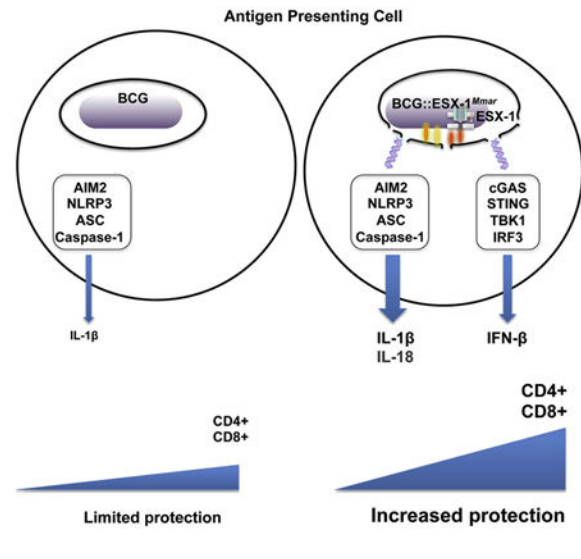 Antigen Presenting Cell
BCG
AIM2
NLRP3
ASC
Caspase-1
IL-1β
BCG::ESX-1Mmar
ESX-1
AIM2
NLRP3
ASC
Caspase-1
cGAS
STING
TBK1
IRF3
IL-1β
IL-18
IFN-β
CD4+
CD8+
Limited protection
CD4+
CD8+
Increased protection